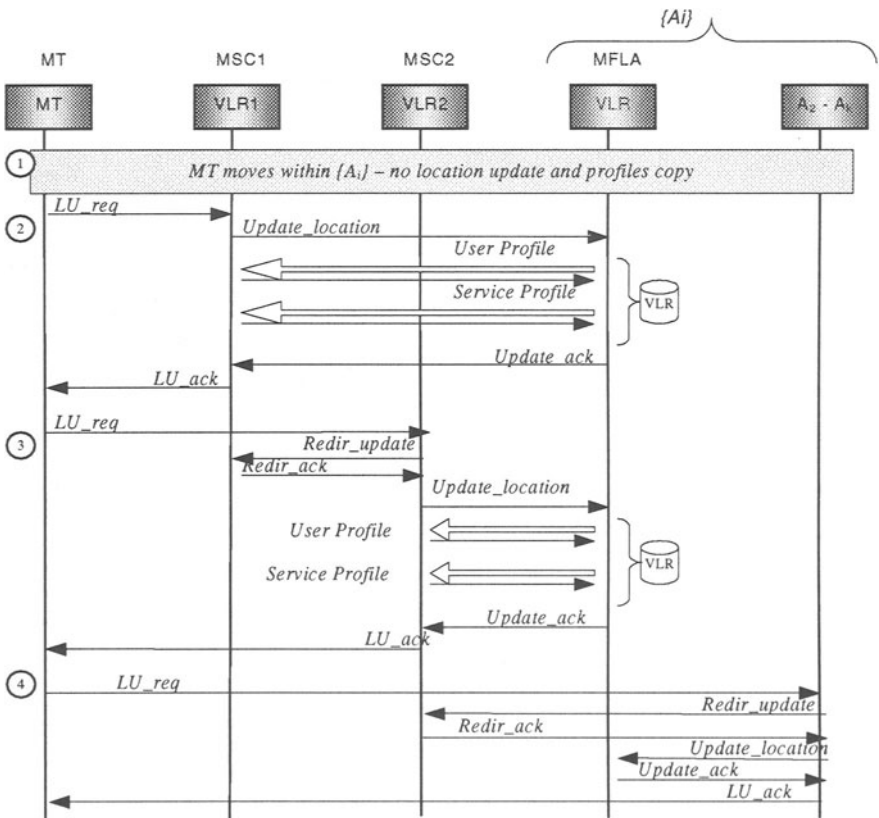 {Ai}
MT MSC1 MSC2 MFLA
MT VLR1 VLR2 VLR A₂ - Aₖ
1 MT moves within {Aᵢ} – no location update and profiles copy
LU_req
2 Update_location
User Profile
Service Profile
VLR
Update_ack
LU_ack
LU_req
3 Redir_update
Redir_ack
Update_location
User Profile
VLR
Service Profile
Update_ack
LU_ack
4 LU_req
Redir_update
Redir_ack
Update_location
Update_ack
LU_ack